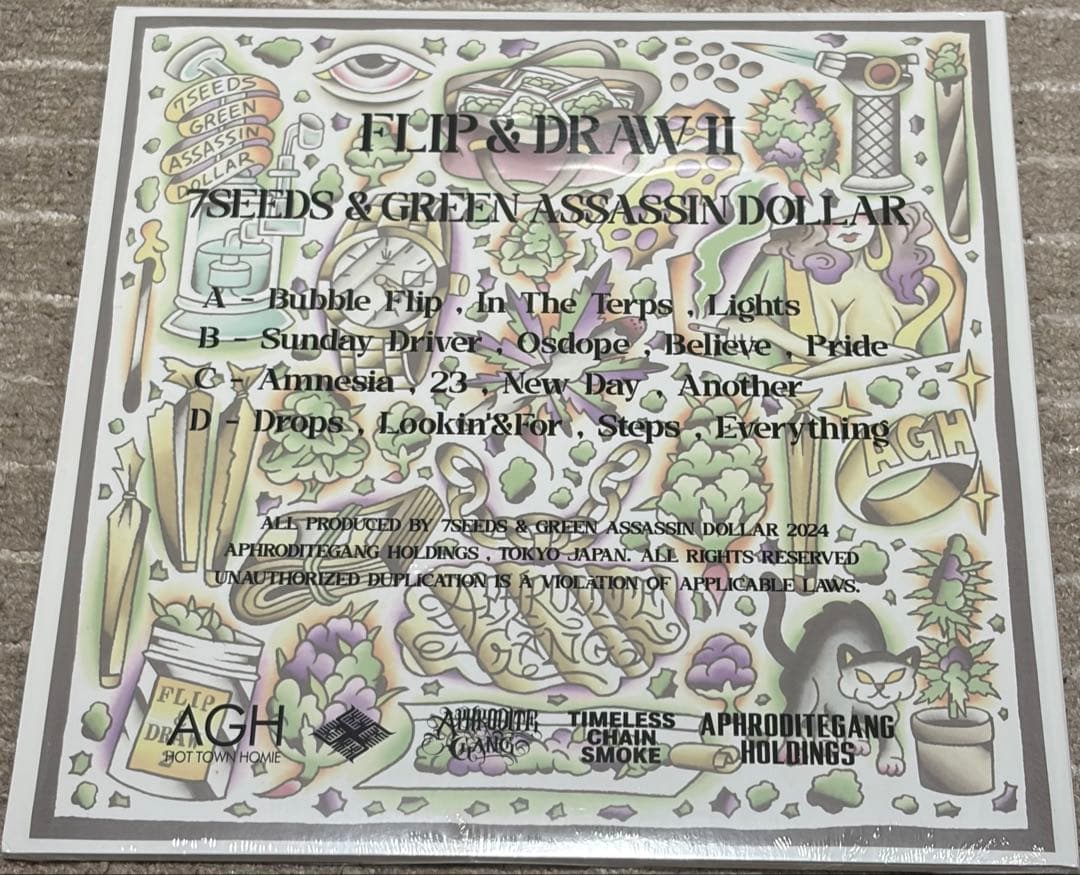 7SEEDS
GREEN
ASSASSIN
DOLLAR
FLIP & DRAW II
7SEEDS & GREEN ASSASSIN DOLLAR
A - Bubble Flip , In The Terps , Lights
B - Sunday Driver , Osdope , Believe , Pride
C - Amnesia , 23 , New Day , Another
D - Drops , Lookin'&For , Steps , Everything
AGH
ALL PRODUCED BY 7SEEDS & GREEN ASSASSIN DOLLAR 2024
APHRODITEGANG HOLDINGS , TOKYO JAPAN. ALL RIGHTS RESERVED
UNAUTHORIZED DUPLICATION IS A VIOLATION OF APPLICABLE LAWS.
FLIP
&
DRAW
AGH
HOT TOWN HOMIE
APHRODITE
GANG
TIMELESS
CHAIN
SMOKE
APHRODITEGANG
HOLDINGS